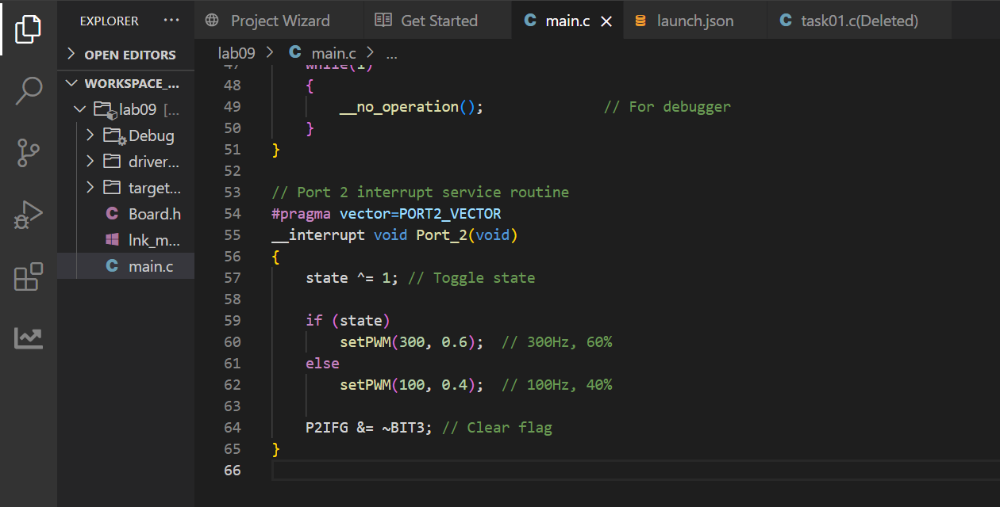 EXPLORER ···
Project Wizard
Get Started
C main.c
launch.json
C task01.c(Deleted)
OPEN EDITORS
WORKSPACE_...
lab09 [...
Debug
driver...
target...
C Board.h
lnk_m...
C main.c
lab09 > C main.c > ...
47 while(1)
48 {
49 __no_operation(); // For debugger
50 }
51 }
52
53 // Port 2 interrupt service routine
54 #pragma vector=PORT2_VECTOR
55 __interrupt void Port_2(void)
56 {
57 state ^= 1; // Toggle state
58
59 if (state)
60 setPWM(300, 0.6); // 300Hz, 60%
61 else
62 setPWM(100, 0.4); // 100Hz, 40%
63
64 P2IFG &= ~BIT3; // Clear flag
65 }
66